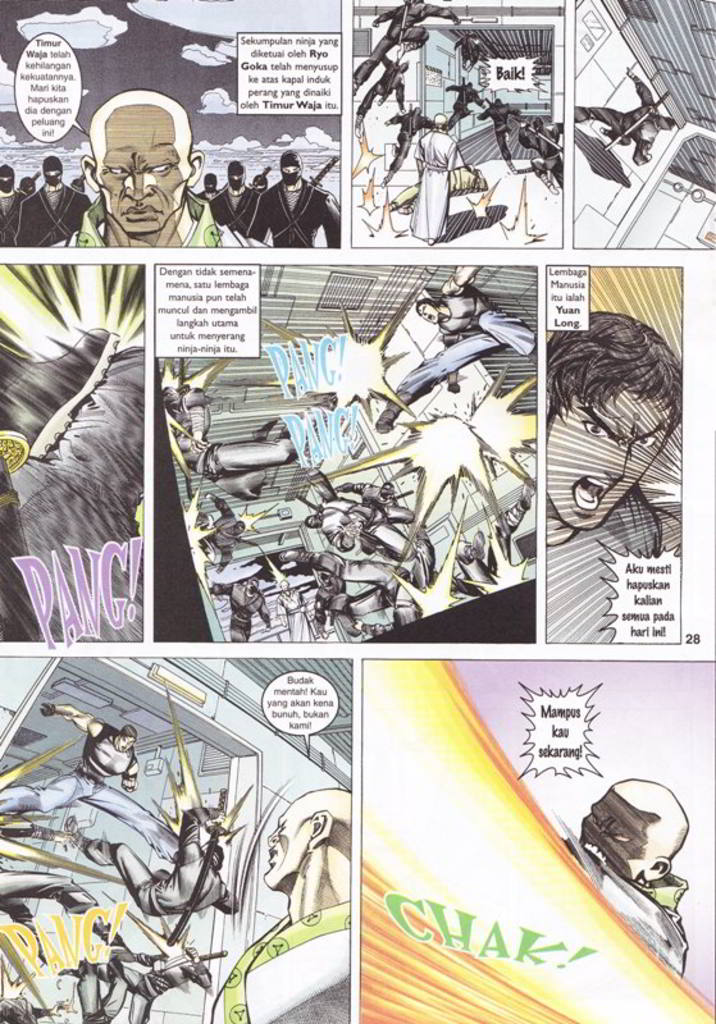 Timur
Waja telah
kehilangan
kekuatannya.
Mari kita
hapuskan
dia dengan
peluang
ini!
Sekumpulan ninja yang
diketuai oleh Ryo
Goka telah menyusup
ke atas kapal induk
perang yang dinaiki
oleh Timur Waja itu.
Baik!
PANG!
Dengan tidak semena-
mena, satu lembaga
manusia pun telah
muncul dan mengambil
langkah utama
untuk menyerang
ninja-ninja itu.
PANG!
PANG!
Lembaga
Manusia
itu ialah
Yuan
Long.
Aku mesti
hapuskan
kalian
semua pada
hari ini!
28
Budak
mentah! Kau
yang akan kena
bunuh, bukan
kami!
PANG!
Mampus
kau
sekarang!
CHAK!